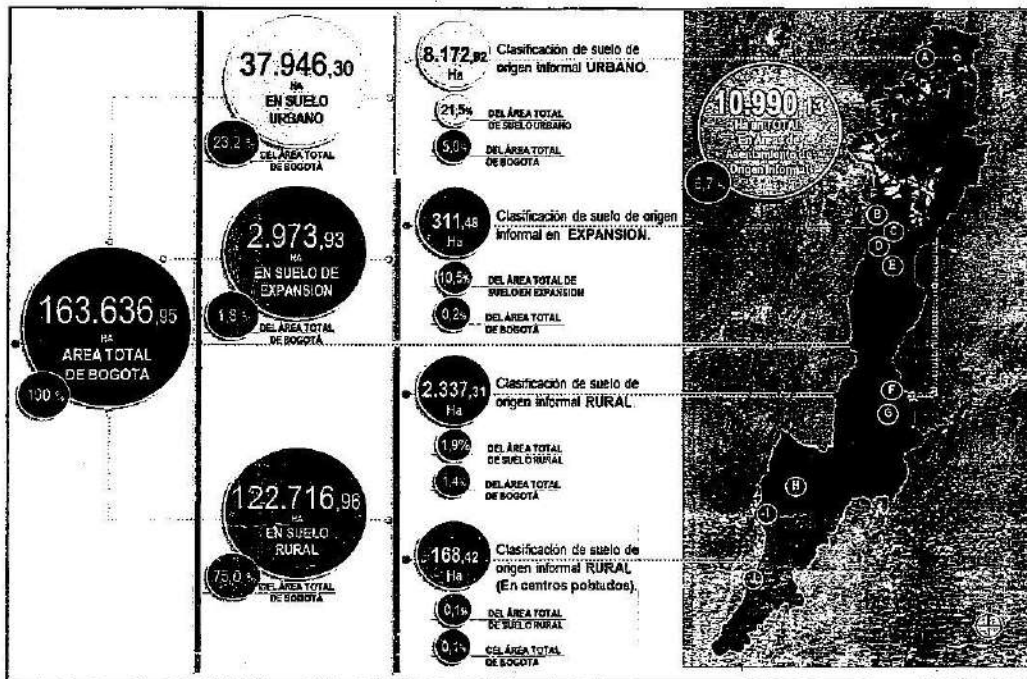 163.636,95
HA
AREA TOTAL
DE BOGOTA
100 %
37.946,30
HA
EN SUELO
URBANO
23,2 %
DEL ÁREA TOTAL
DE BOGOTÁ
2.973,93
HA
EN SUELO DE
EXPANSION
1,8 %
DEL ÁREA TOTAL
DE BOGOTÁ
122.716,96
HA
EN SUELO
RURAL
75,0 %
DEL ÁREA TOTAL
DE BOGOTÁ
8.172,92
Ha
Clasificación de suelo de
origen informal URBANO.
21,5%
DEL ÁREA TOTAL
DE SUELO URBANO
5,0%
DEL ÁREA TOTAL
DE BOGOTÁ
311,48
Ha
Clasificación de suelo de origen
informal en EXPANSION.
10,5%
DEL ÁREA TOTAL DE
SUELO EN EXPANSION
0,2%
DEL ÁREA TOTAL
DE BOGOTÁ
2.337,31
Ha
Clasificación de suelo de
origen informal RURAL.
1,9%
DEL ÁREA TOTAL
DE SUELO RURAL
1,4%
DEL ÁREA TOTAL
DE BOGOTÁ
168,42
Ha
Clasificación de suelo de
origen informal RURAL
(En centros poblados).
0,1%
DEL ÁREA TOTAL
DE SUELO RURAL
0,1%
DEL ÁREA TOTAL
DE BOGOTÁ
10.990,13
Ha en TOTAL
En Áreas de
Asentamiento de
Origen Informal
6,7%
A
B
C
D
E
F
G
H
I
J